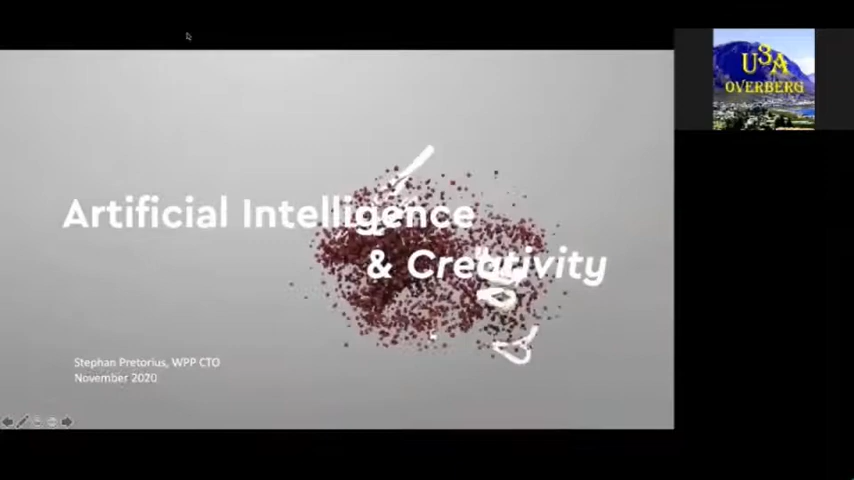 Artificial Intelligence
& Creativity
Stephan Pretorius, WPP CTO
November 2020
U3A
OVERBERG